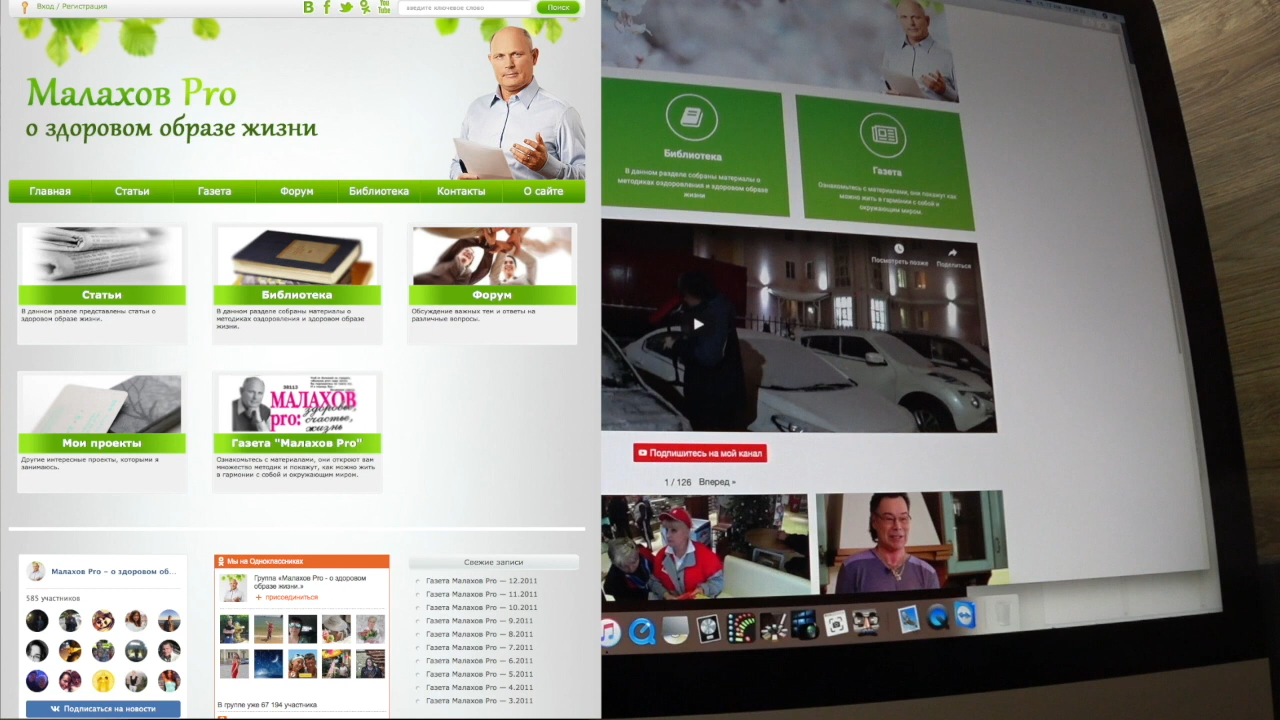 Вход / Регистрация
В
You
Tube
введите ключевое слово
Поиск
Малахов Pro
о здоровом образе жизни
Главная
Статьи
Газета
Форум
Библиотека
Контакты
О сайте
Статьи
В данном разеле представлены статьи о
здоровом образе жизни.
Библиотека
В данном разделе собраны материалы о
методиках оздоровления и здоровом образе
жизни.
Форум
Обсуждение важных тем и ответы на
различные вопросы.
Мои проекты
Другие интересные проекты, которыми я
занимаюсь.
МАЛАХОВ
pro: здоровье,
счастье,
жизнь
Газета "Малахов Pro"
Ознакомьтесь с материалами, они откроют вам
множество методик и покажут, как можно жить
в гармонии с собой и окружающим миром.
Малахов Pro – о здоровом об...
585 участников
Подписаться на новости
Мы на Одноклассниках
Группа «Малахов Pro - о здоровом
образе жизни.»
+ присоединиться
В группе уже 67 194 участника
Свежие записи
Газета Малахов Pro — 12.2011
Газета Малахов Pro — 11.2011
Газета Малахов Pro — 10.2011
Газета Малахов Pro — 9.2011
Газета Малахов Pro — 8.2011
Газета Малахов Pro — 7.2011
Газета Малахов Pro — 6.2011
Газета Малахов Pro — 5.2011
Газета Малахов Pro — 4.2011
Газета Малахов Pro — 3.2011
Библиотека
В данном разделе собраны материалы о
методиках оздоровления и здоровом образе
жизни
Газета
Ознакомьтесь с материалами, они покажут как
можно жить в гармонии с собой и
окружающим миром.
Посмотреть позже
Поделиться
Подпишитесь на мой канал
1 / 126 Вперед »